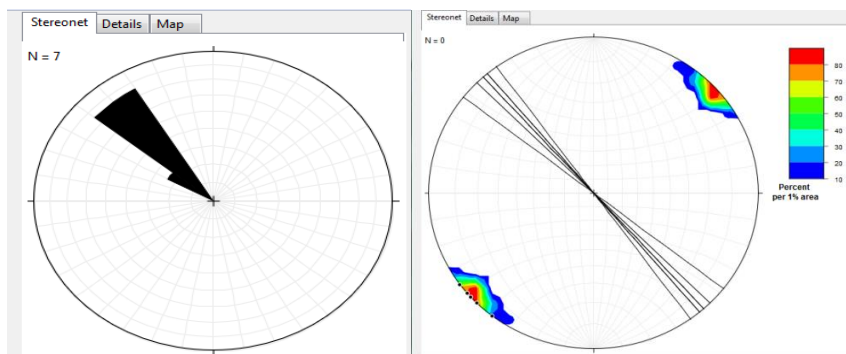 Stereonet Details Map
N = 7
Stereonet Details Map
N = 0
80
70
60
50
40
30
20
10
Percent
per 1% area